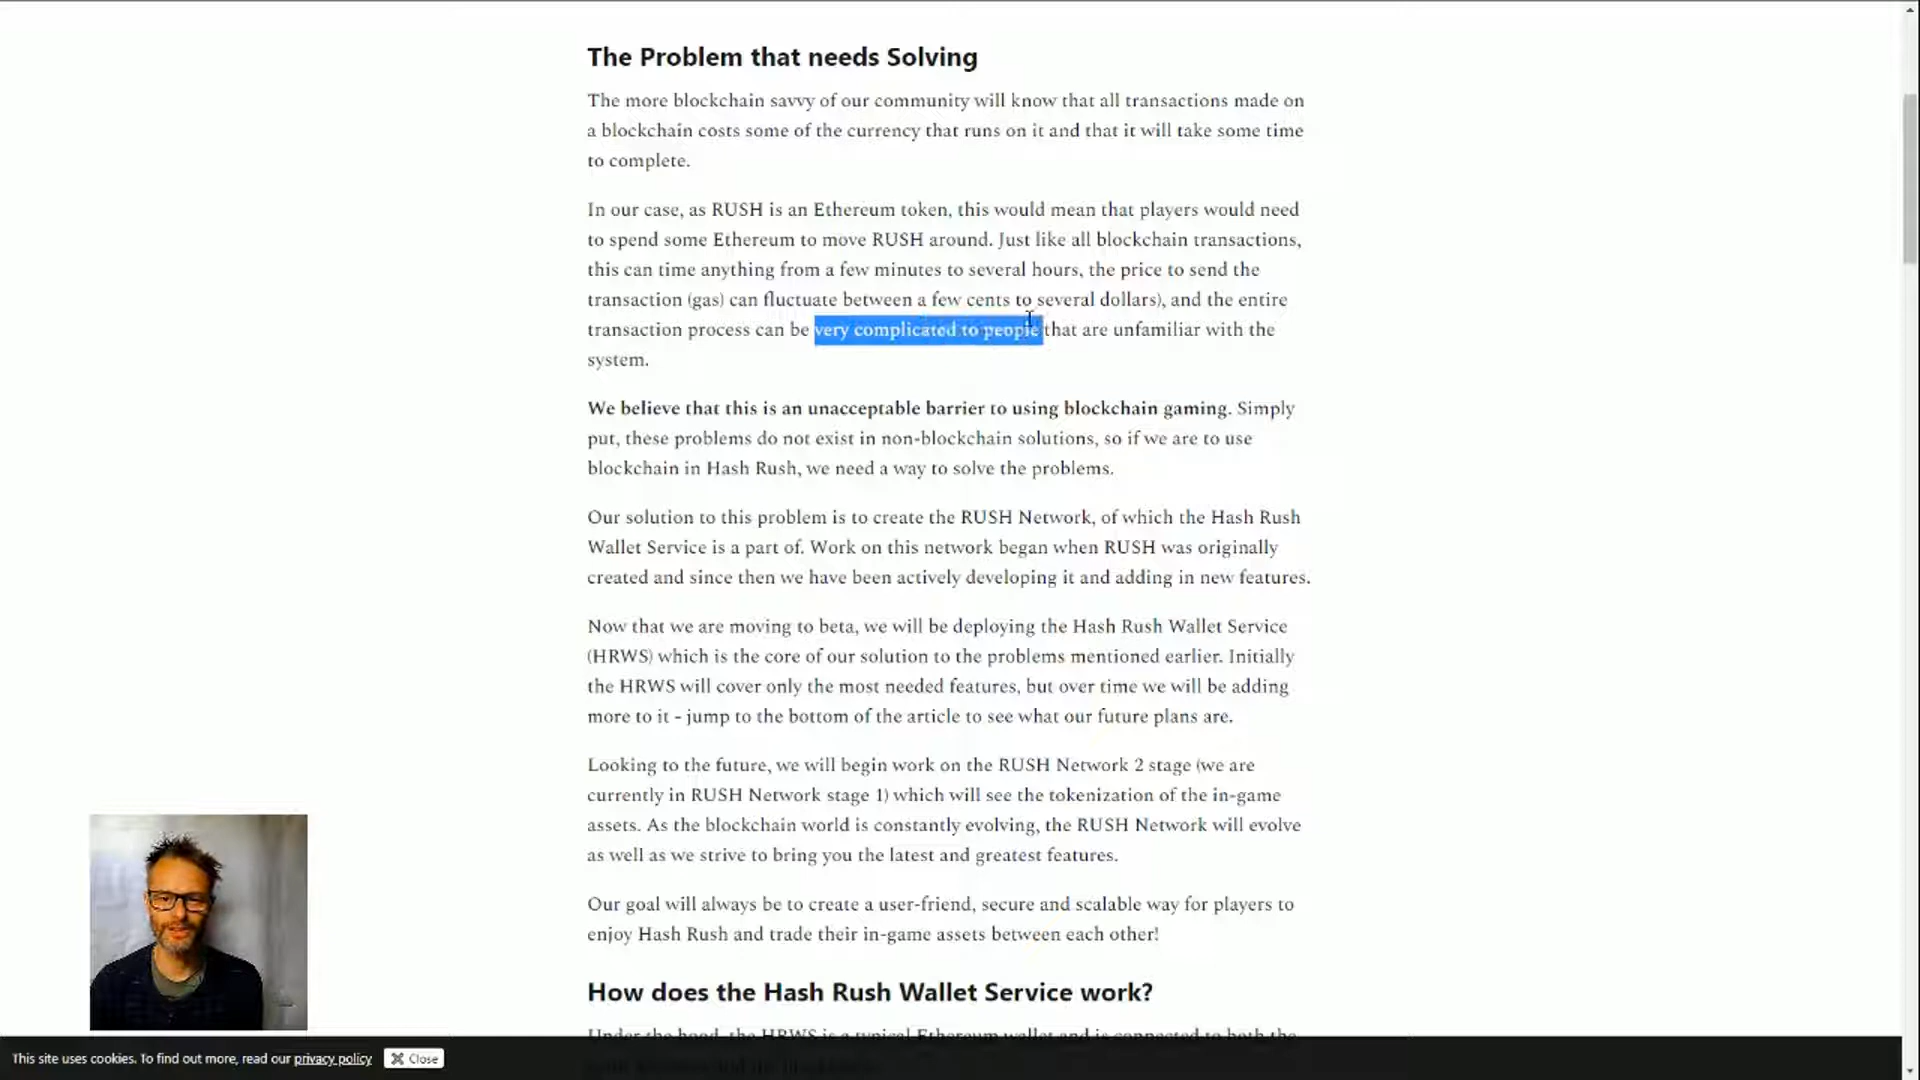 The Problem that needs Solving
The more blockchain savvy of our community will know that all transactions made on
a blockchain costs some of the currency that runs on it and that it will take some time
to complete.
In our case, as RUSH is an Ethereum token, this would mean that players would need
to spend some Ethereum to move RUSH around. Just like all blockchain transactions,
this can time anything from a few minutes to several hours, the price to send the
transaction (gas) can fluctuate between a few cents to several dollars), and the entire
transaction process can be very complicated to people that are unfamiliar with the
system.
We believe that this is an unacceptable barrier to using blockchain gaming. Simply
put, these problems do not exist in non-blockchain solutions, so if we are to use
blockchain in Hash Rush, we need a way to solve the problems.
Our solution to this problem is to create the RUSH Network, of which the Hash Rush
Wallet Service is a part of. Work on this network began when RUSH was originally
created and since then we have been actively developing it and adding in new features.
Now that we are moving to beta, we will be deploying the Hash Rush Wallet Service
(HRWS) which is the core of our solution to the problems mentioned earlier. Initially
the HRWS will cover only the most needed features, but over time we will be adding
more to it - jump to the bottom of the article to see what our future plans are.
Looking to the future, we will begin work on the RUSH Network 2 stage (we are
currently in RUSH Network stage 1) which will see the tokenization of the in-game
assets. As the blockchain world is constantly evolving, the RUSH Network will evolve
as well as we strive to bring you the latest and greatest features.
Our goal will always be to create a user-friend, secure and scalable way for players to
enjoy Hash Rush and trade their in-game assets between each other!
How does the Hash Rush Wallet Service work?
Under the hood, the HRWS is a typical Ethereum wallet and is connected to both the
This site uses cookies. To find out more, read our privacy policy Close